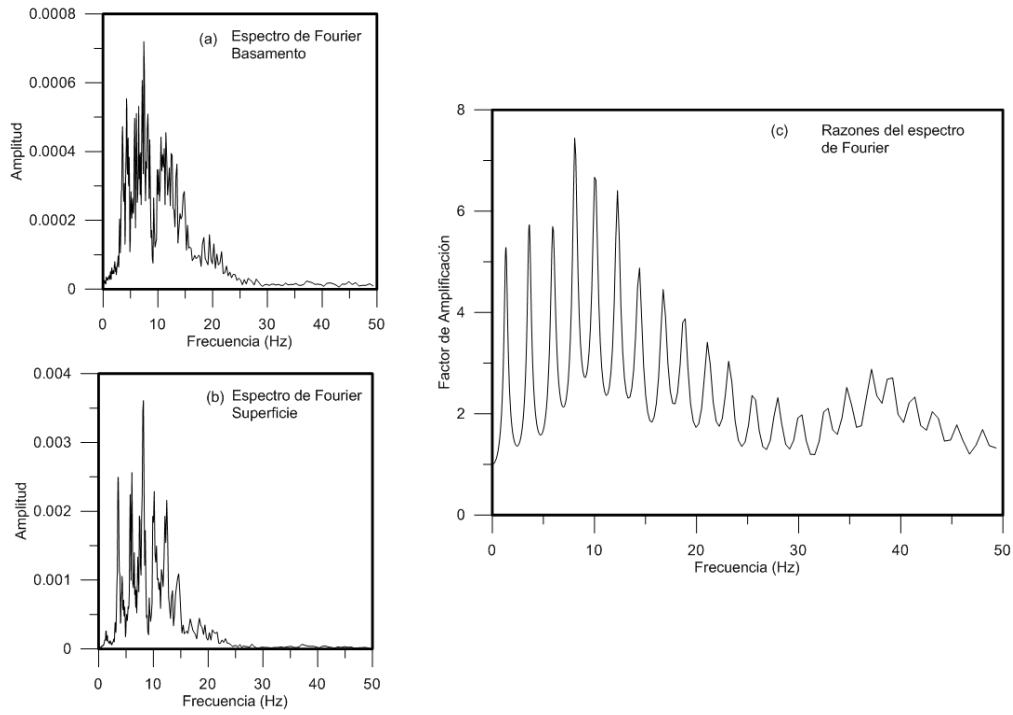 (a) Espectro de Fourier
Basamento
Amplitud
0.0008
0.0006
0.0004
0.0002
0
0 10 20 30 40 50
Frecuencia (Hz)
(b) Espectro de Fourier
Superficie
Amplitud
0.004
0.003
0.002
0.001
0
0 10 20 30 40 50
Frecuencia (Hz)
(c) Razones del espectro
de Fourier
Factor de Amplificación
8
6
4
2
0
0 10 20 30 40 50
Frecuencia (Hz)